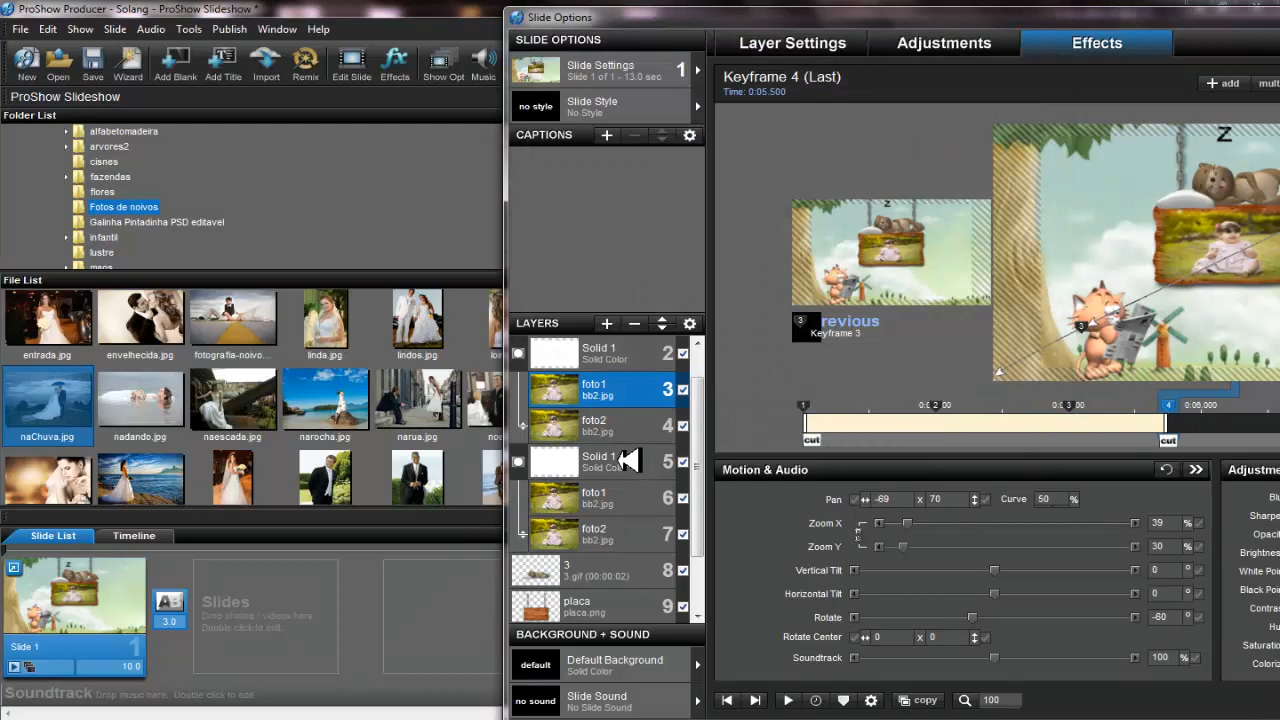 ProShow Producer - Solang - ProShow Slideshow *
File Edit Show Slide Audio Tools Publish Window Help
New Open Save Wizard Add Blank Add Title Import Remix Edit Slide Effects Show Opt Music
ProShow Slideshow
Folder List
alfabetomadeira
arvores2
cisnes
fazendas
flores
Fotos de noivos
Galinha Pintadinha PSD editavel
infantil
lustre
File List
entrada.jpg envelhecida.jpg fotografia-noivo... linda.jpg lindos.jpg
naChuva.jpg nadando.jpg naescada.jpg narocha.jpg narua.jpg
Slide List Timeline
AB
3.0
Slides
Drop photos / videos here.
Double click to edit.
Slide 1 1
10.0
Soundtrack Drop music here. Double click to edit.
Slide Options
SLIDE OPTIONS
Slide Settings
Slide 1 of 1 - 13.0 sec
1
no style
Slide Style
No Style
CAPTIONS
LAYERS
Solid 1
Solid Color
2
foto1
bb2.jpg
3
foto2
bb2.jpg
4
Solid 1
5
foto1
bb2.jpg
6
foto2
bb2.jpg
7
3
3.gif (00:00:02)
8
placa
placa.png
9
BACKGROUND + SOUND
default
Default Background
Solid Color
no sound
Slide Sound
No Slide Sound
Layer Settings Adjustments Effects
Keyframe 4 (Last)
Time: 0:05.500
+ add
Z
Z
3
revious
Keyframe 3
3
1 2 3 4 0:06.000
cut cut
Motion & Audio
Pan -69 x 70 Curve 50 %
Zoom X 39 %
Zoom Y 30 %
Vertical Tilt 0 °
Horizontal Tilt 0 °
Rotate -60 °
Rotate Center 0 x 0
Soundtrack 100 %
copy 100